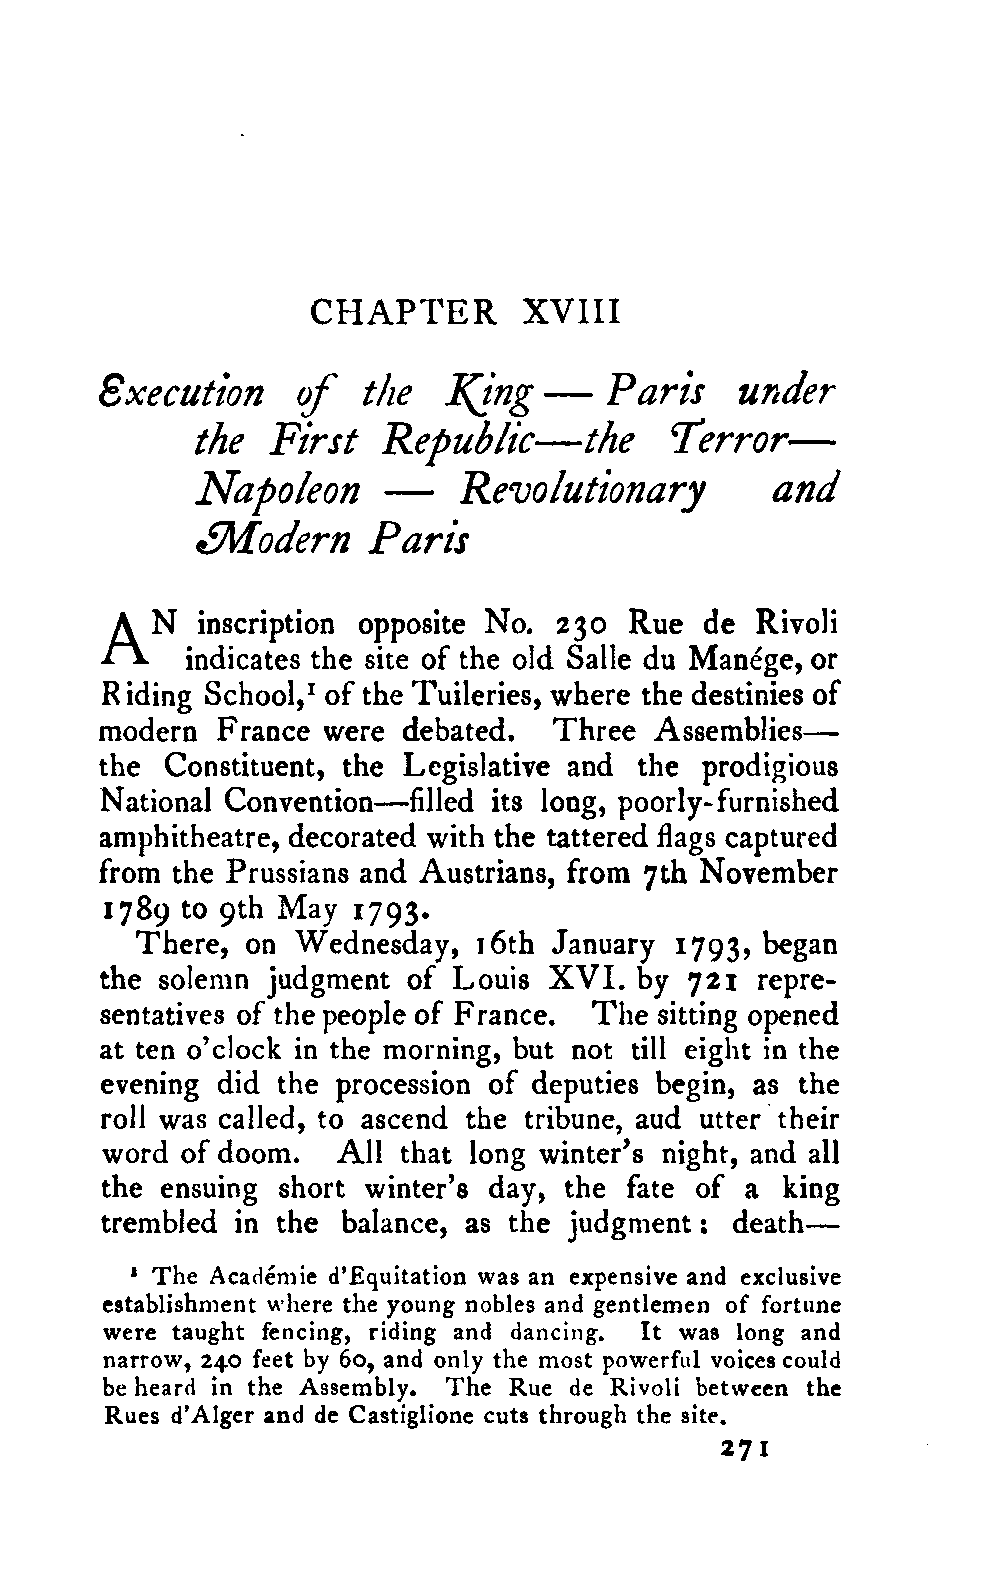 CHAPTER XVIII
Execution of the King — Paris under
the First Republic—the Terror—
Napoleon — Revolutionary and
Modern Paris
AN inscription opposite No. 230 Rue de Rivoli
indicates the site of the old Salle du Manége, or
Riding School,¹ of the Tuileries, where the destinies of
modern France were debated. Three Assemblies—
the Constituent, the Legislative and the prodigious
National Convention—filled its long, poorly-furnished
amphitheatre, decorated with the tattered flags captured
from the Prussians and Austrians, from 7th November
1789 to 9th May 1793.
There, on Wednesday, 16th January 1793, began
the solemn judgment of Louis XVI. by 721 repre-
sentatives of the people of France. The sitting opened
at ten o'clock in the morning, but not till eight in the
evening did the procession of deputies begin, as the
roll was called, to ascend the tribune, aud utter their
word of doom. All that long winter's night, and all
the ensuing short winter's day, the fate of a king
trembled in the balance, as the judgment: death—
¹ The Académie d'Equitation was an expensive and exclusive
establishment where the young nobles and gentlemen of fortune
were taught fencing, riding and dancing. It was long and
narrow, 240 feet by 60, and only the most powerful voices could
be heard in the Assembly. The Rue de Rivoli between the
Rues d'Alger and de Castiglione cuts through the site.
271